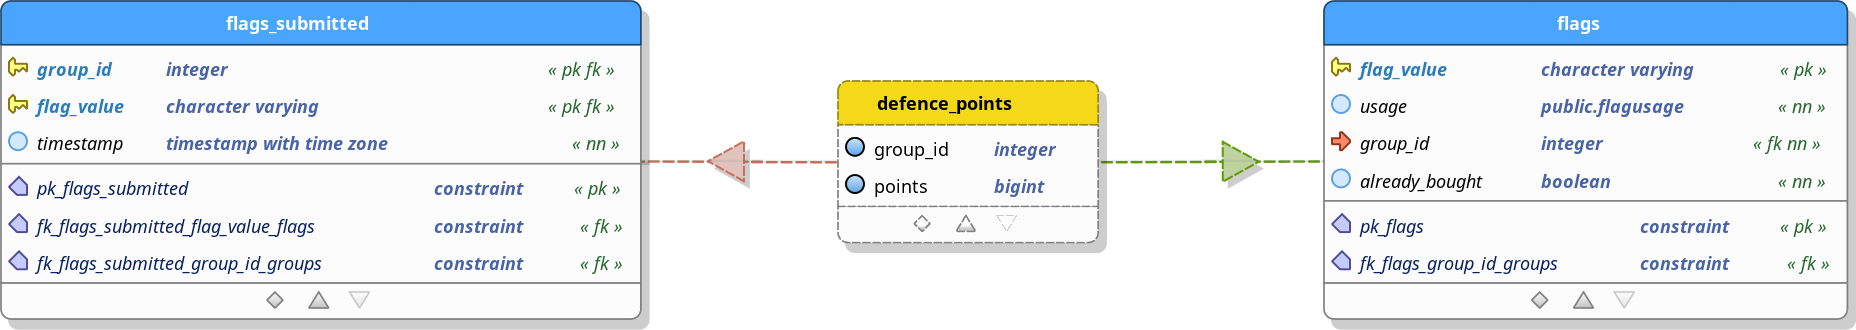 flags_submitted
group_id integer « pk fk »
flag_value character varying « pk fk »
timestamp timestamp with time zone « nn »
pk_flags_submitted constraint « pk »
fk_flags_submitted_flag_value_flags constraint « fk »
fk_flags_submitted_group_id_groups constraint « fk »
defence_points
group_id integer
points bigint
flags
flag_value character varying « pk »
usage public.flagusage « nn »
group_id integer « fk nn »
already_bought boolean « nn »
pk_flags constraint « pk »
fk_flags_group_id_groups constraint « fk »